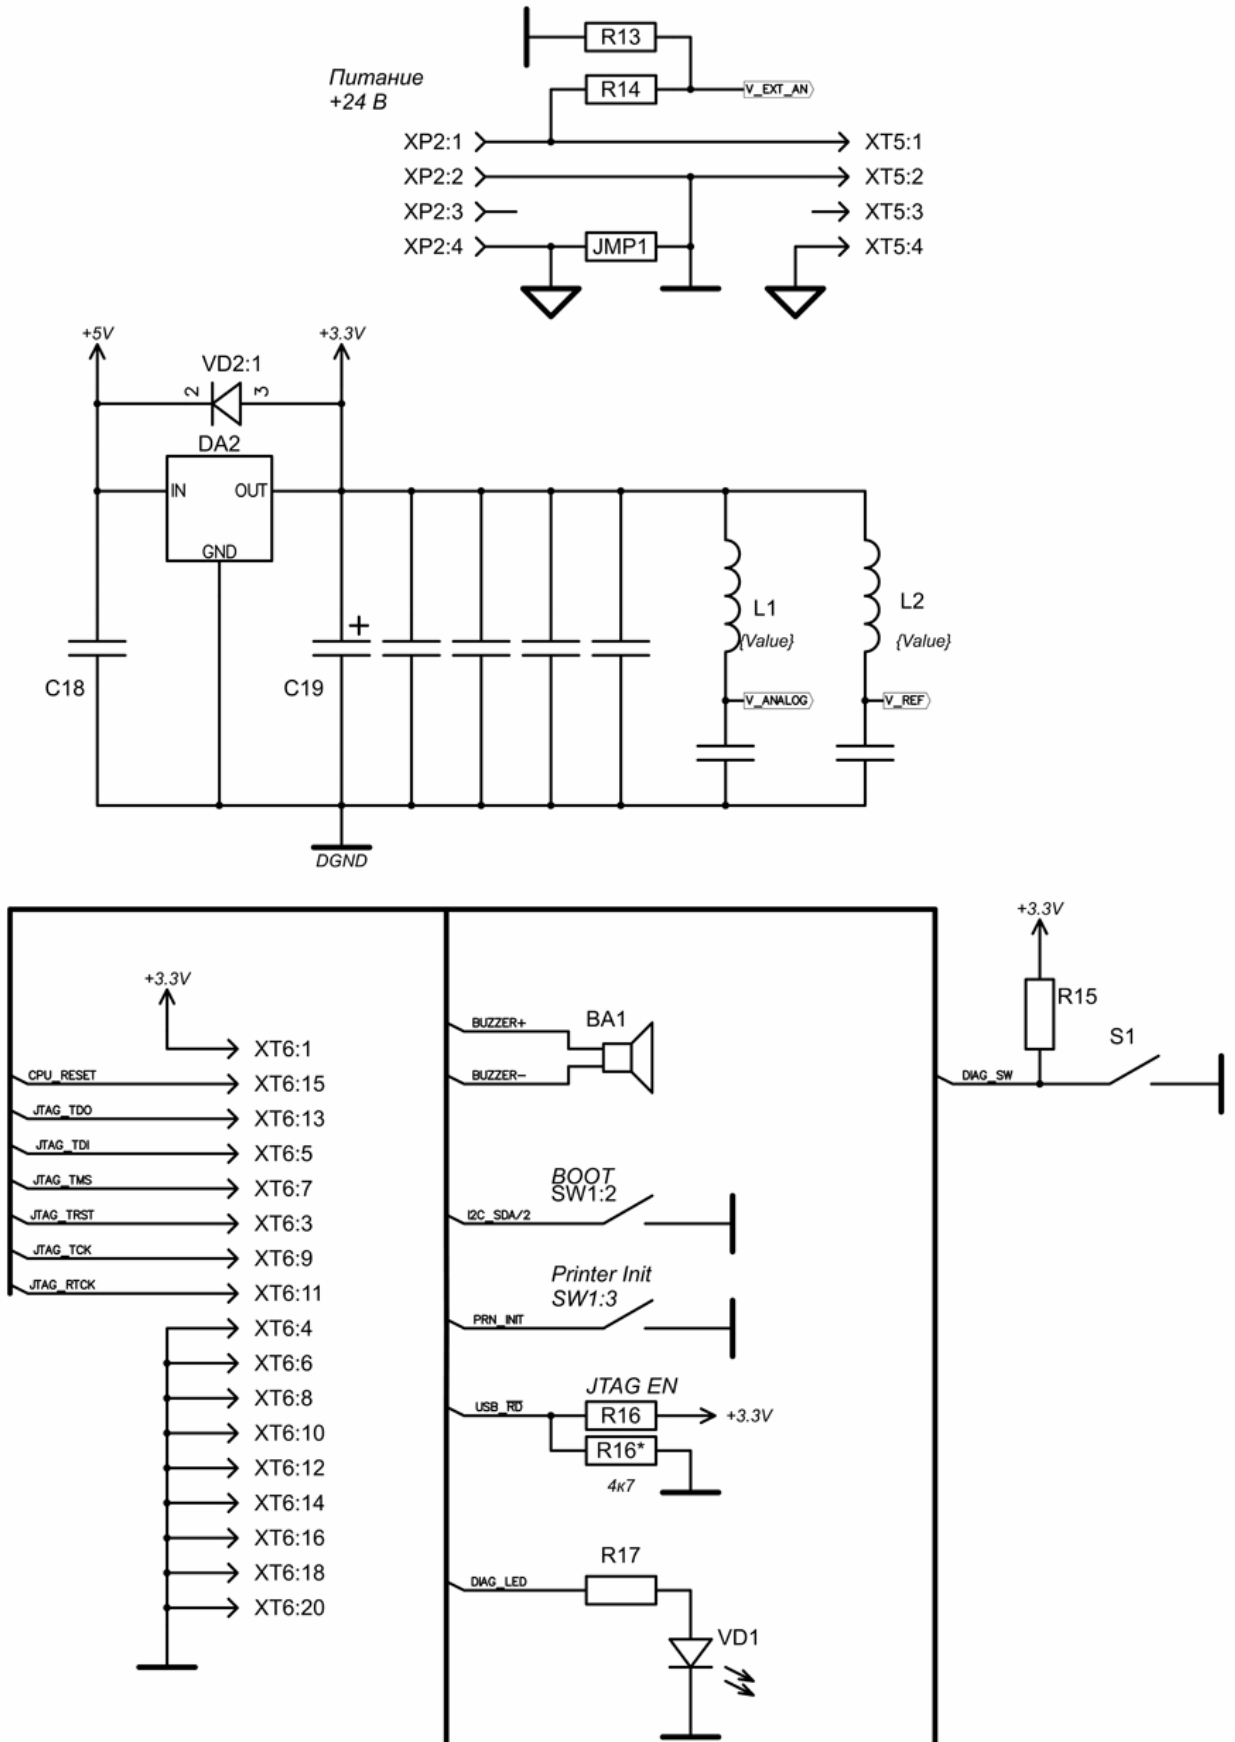 R13
Питание
+24 В
R14
V_EXT_AN
XP2:1
XT5:1
XP2:2
XT5:2
XP2:3
XT5:3
XP2:4
JMP1
XT5:4
+5V
+3.3V
VD2:1
2
3
DA2
IN
OUT
GND
L1
{Value}
L2
{Value}
C18
+
C19
V_ANALOG
V_REF
DGND
+3.3V
XT6:1
CPU_RESET
XT6:15
JTAG_TDO
XT6:13
JTAG_TDI
XT6:5
JTAG_TMS
XT6:7
JTAG_TRST
XT6:3
JTAG_TCK
XT6:9
JTAG_RTCK
XT6:11
XT6:4
XT6:6
XT6:8
XT6:10
XT6:12
XT6:14
XT6:16
XT6:18
XT6:20
BUZZER+
BA1
BUZZER-
BOOT
SW1:2
I2C_SDA/2
Printer Init
SW1:3
PRN_INIT
JTAG EN
USB_RD
R16
+3.3V
R16*
4к7
R17
DIAG_LED
VD1
+3.3V
R15
S1
DIAG_SW